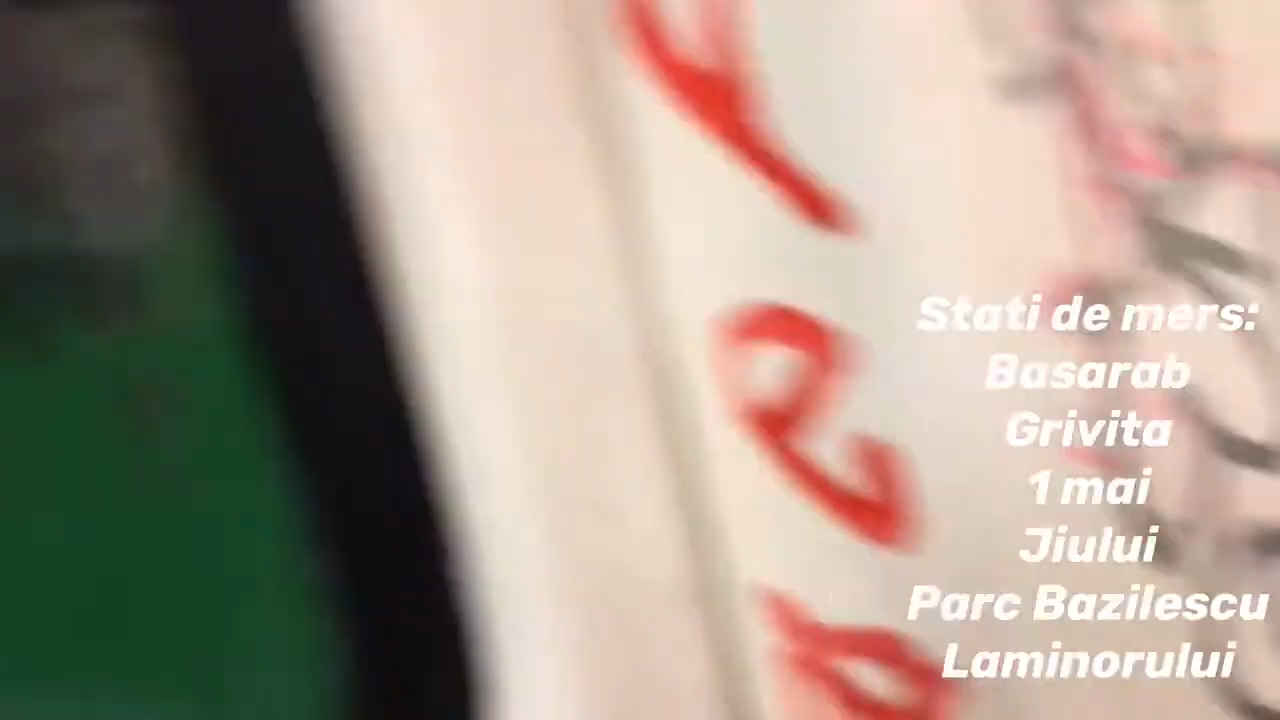 Stati de mers:
Basarab
Grivita
1 mai
Jiului
Parc Bazilescu
Laminorului